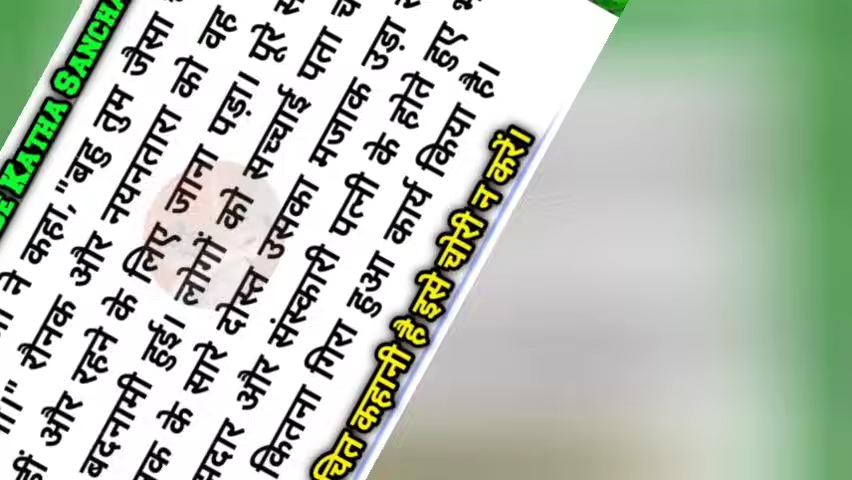 KATHA SANCHA
ने कहा,"बहु तुम जैसा
रौनक और नयनतारा को वह
और रहने के लिए जाना पड़ा। पूरे
बदनामी हुई। लोगों को सच्चाई पता
के सारे दोस्त उसका मजाक उड़ा
और संस्कारी पत्नी के होते हुए
कितना गिरा हुआ कार्य किया है।
कहानी है इसे चोरी न करें।